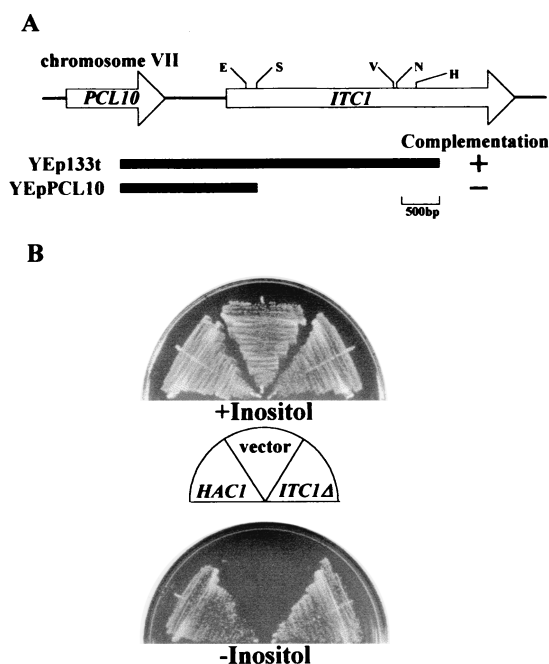 A
chromosome VII
E S V N H
PCL10 ITC1
Complementation
YEp133t +
YEpPCL10 −
500bp
B
+Inositol
vector
HAC1 ITC1Δ
-Inositol